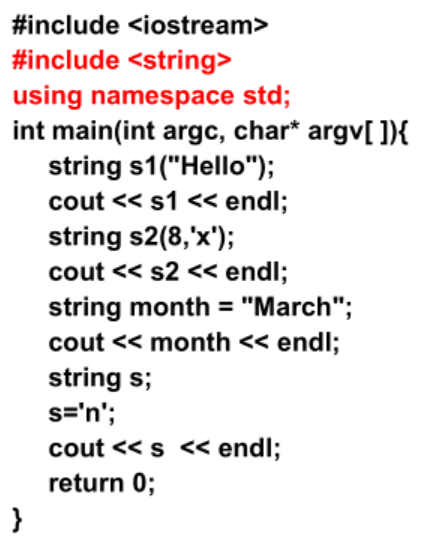 #include <iostream>
#include <string>
using namespace std;
int main(int argc, char* argv[ ]){
string s1("Hello");
cout << s1 << endl;
string s2(8,'x');
cout << s2 << endl;
string month = "March";
cout << month << endl;
string s;
s='n';
cout << s  << endl;
return 0;
}